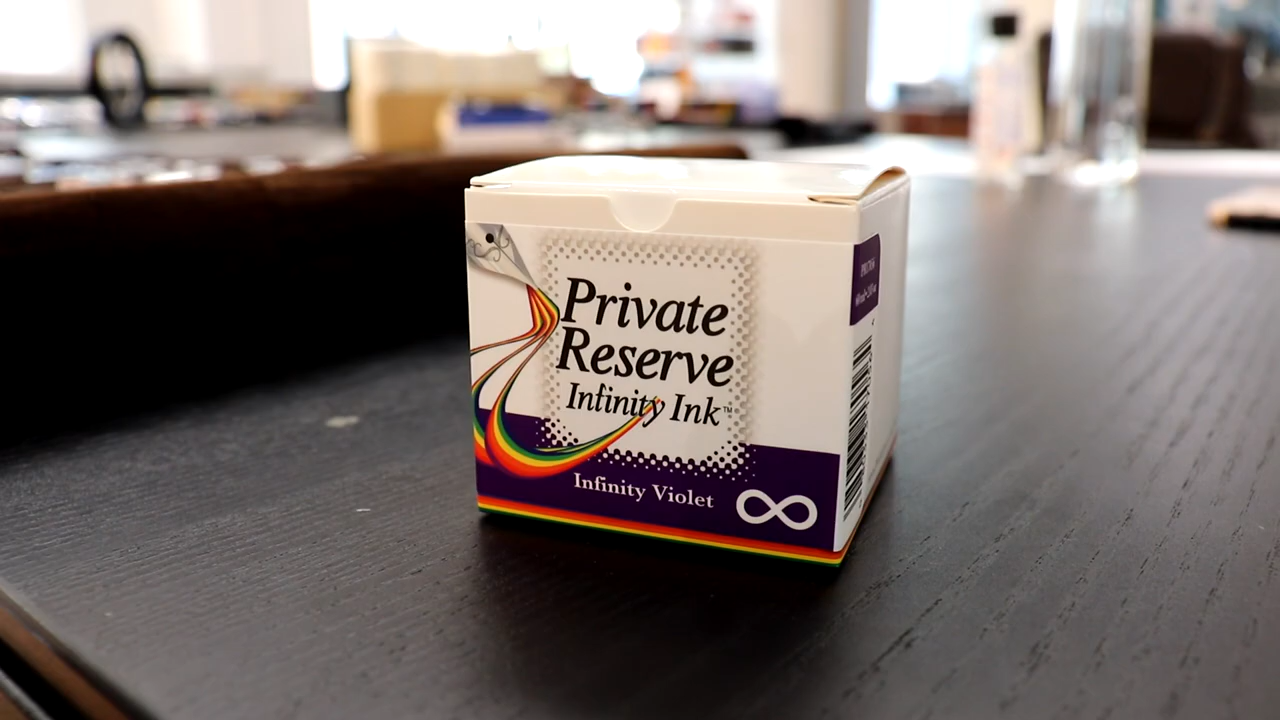 Private
Reserve
Infinity Ink™
Infinity Violet